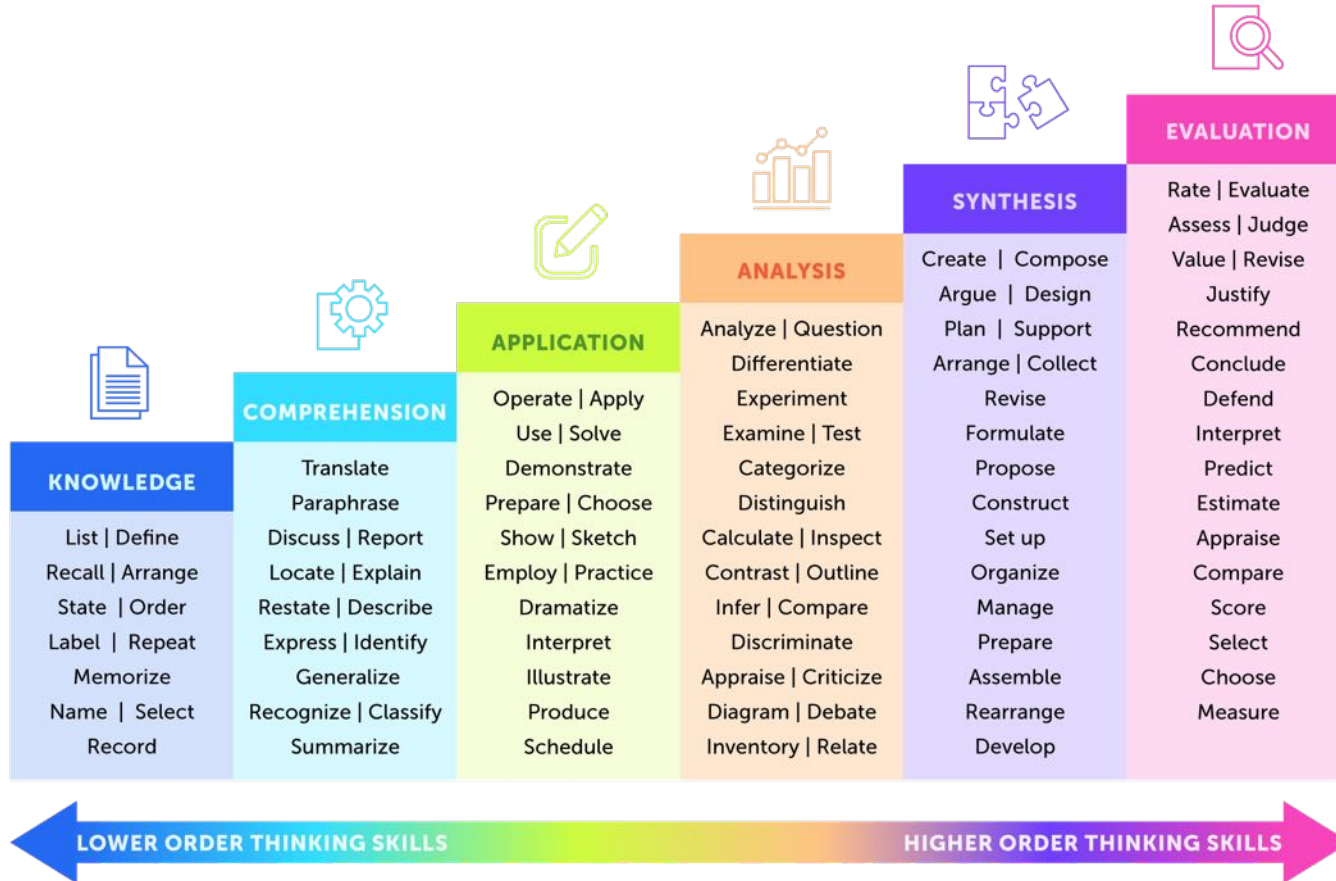 KNOWLEDGE
List | Define
Recall | Arrange
State | Order
Label | Repeat
Memorize
Name | Select
Record
COMPREHENSION
Translate
Paraphrase
Discuss | Report
Locate | Explain
Restate | Describe
Express | Identify
Generalize
Recognize | Classify
Summarize
APPLICATION
Operate | Apply
Use | Solve
Demonstrate
Prepare | Choose
Show | Sketch
Employ | Practice
Dramatize
Interpret
Illustrate
Produce
Schedule
ANALYSIS
Analyze | Question
Differentiate
Experiment
Examine | Test
Categorize
Distinguish
Calculate | Inspect
Contrast | Outline
Infer | Compare
Discriminate
Appraise | Criticize
Diagram | Debate
Inventory | Relate
SYNTHESIS
Create | Compose
Argue | Design
Plan | Support
Arrange | Collect
Revise
Formulate
Propose
Construct
Set up
Organize
Manage
Prepare
Assemble
Rearrange
Develop
EVALUATION
Rate | Evaluate
Assess | Judge
Value | Revise
Justify
Recommend
Conclude
Defend
Interpret
Predict
Estimate
Appraise
Compare
Score
Select
Choose
Measure
LOWER ORDER THINKING SKILLS
HIGHER ORDER THINKING SKILLS